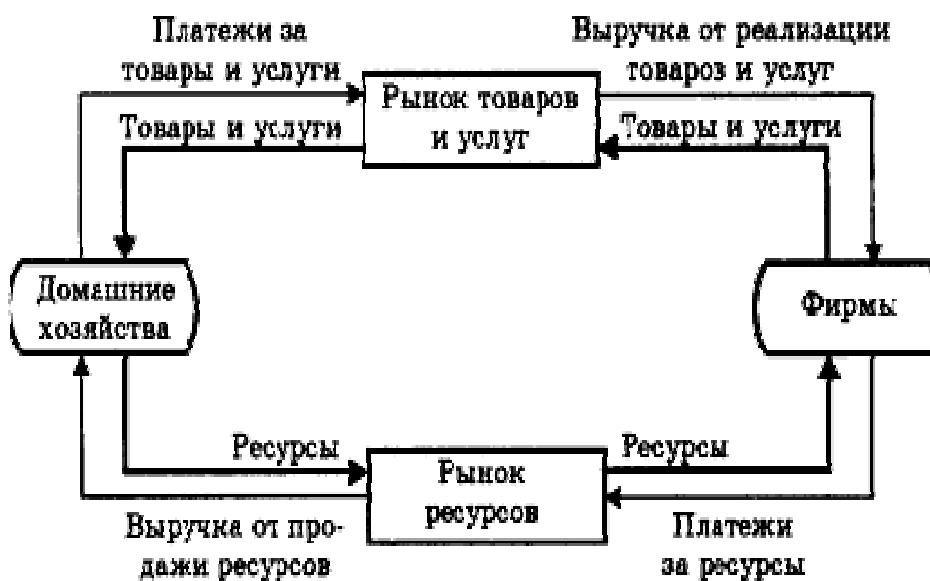 Платежи за
товары и услуги
Выручка от реализации
товаров и услуг
Рынок товаров
и услуг
Товары и услуги
Товары и услуги
Домашние
хозяйства
Фирмы
Ресурсы
Рынок
ресурсов
Ресурсы
Выручка от про-
дажи ресурсов
Платежи
за ресурсы